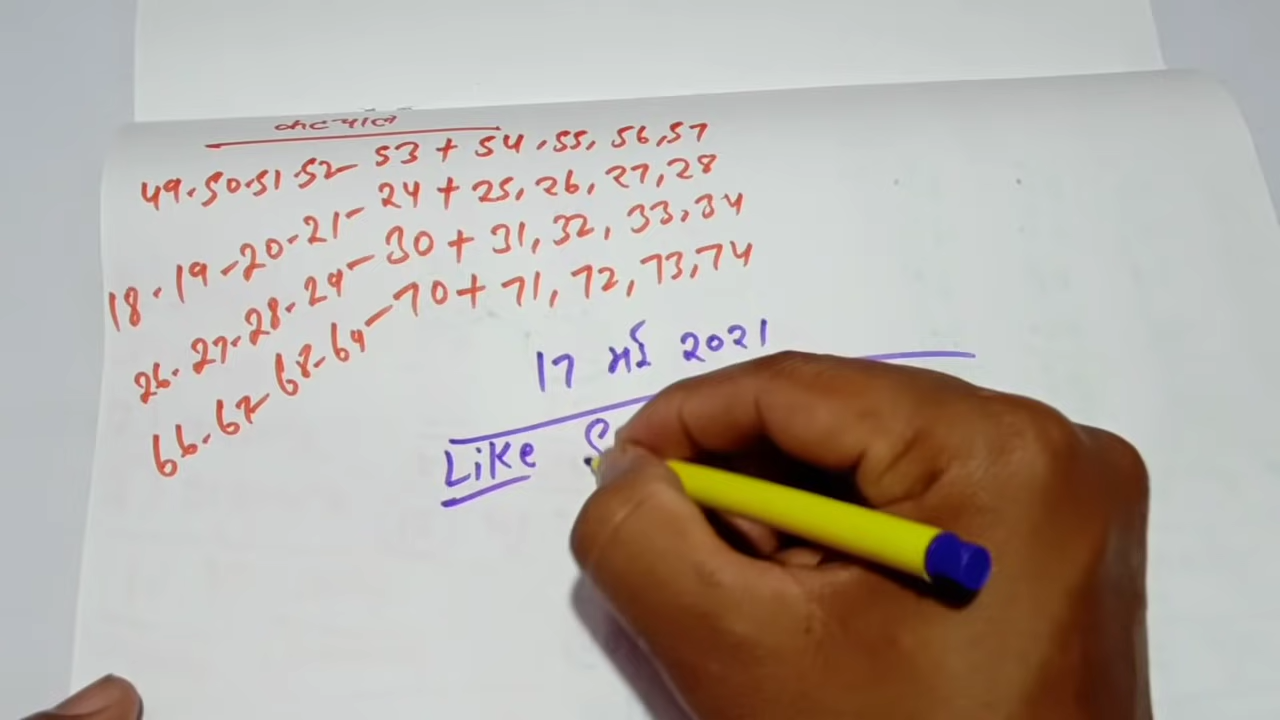 49.50.51.52-53 + 54,55,56,57
18-19-20-21-24 + 25,26,27,28
26-27-28-29-30 + 31,32,33,34
66-67-68-69-70 + 71,72,73,74
17 मई 2021
Like S